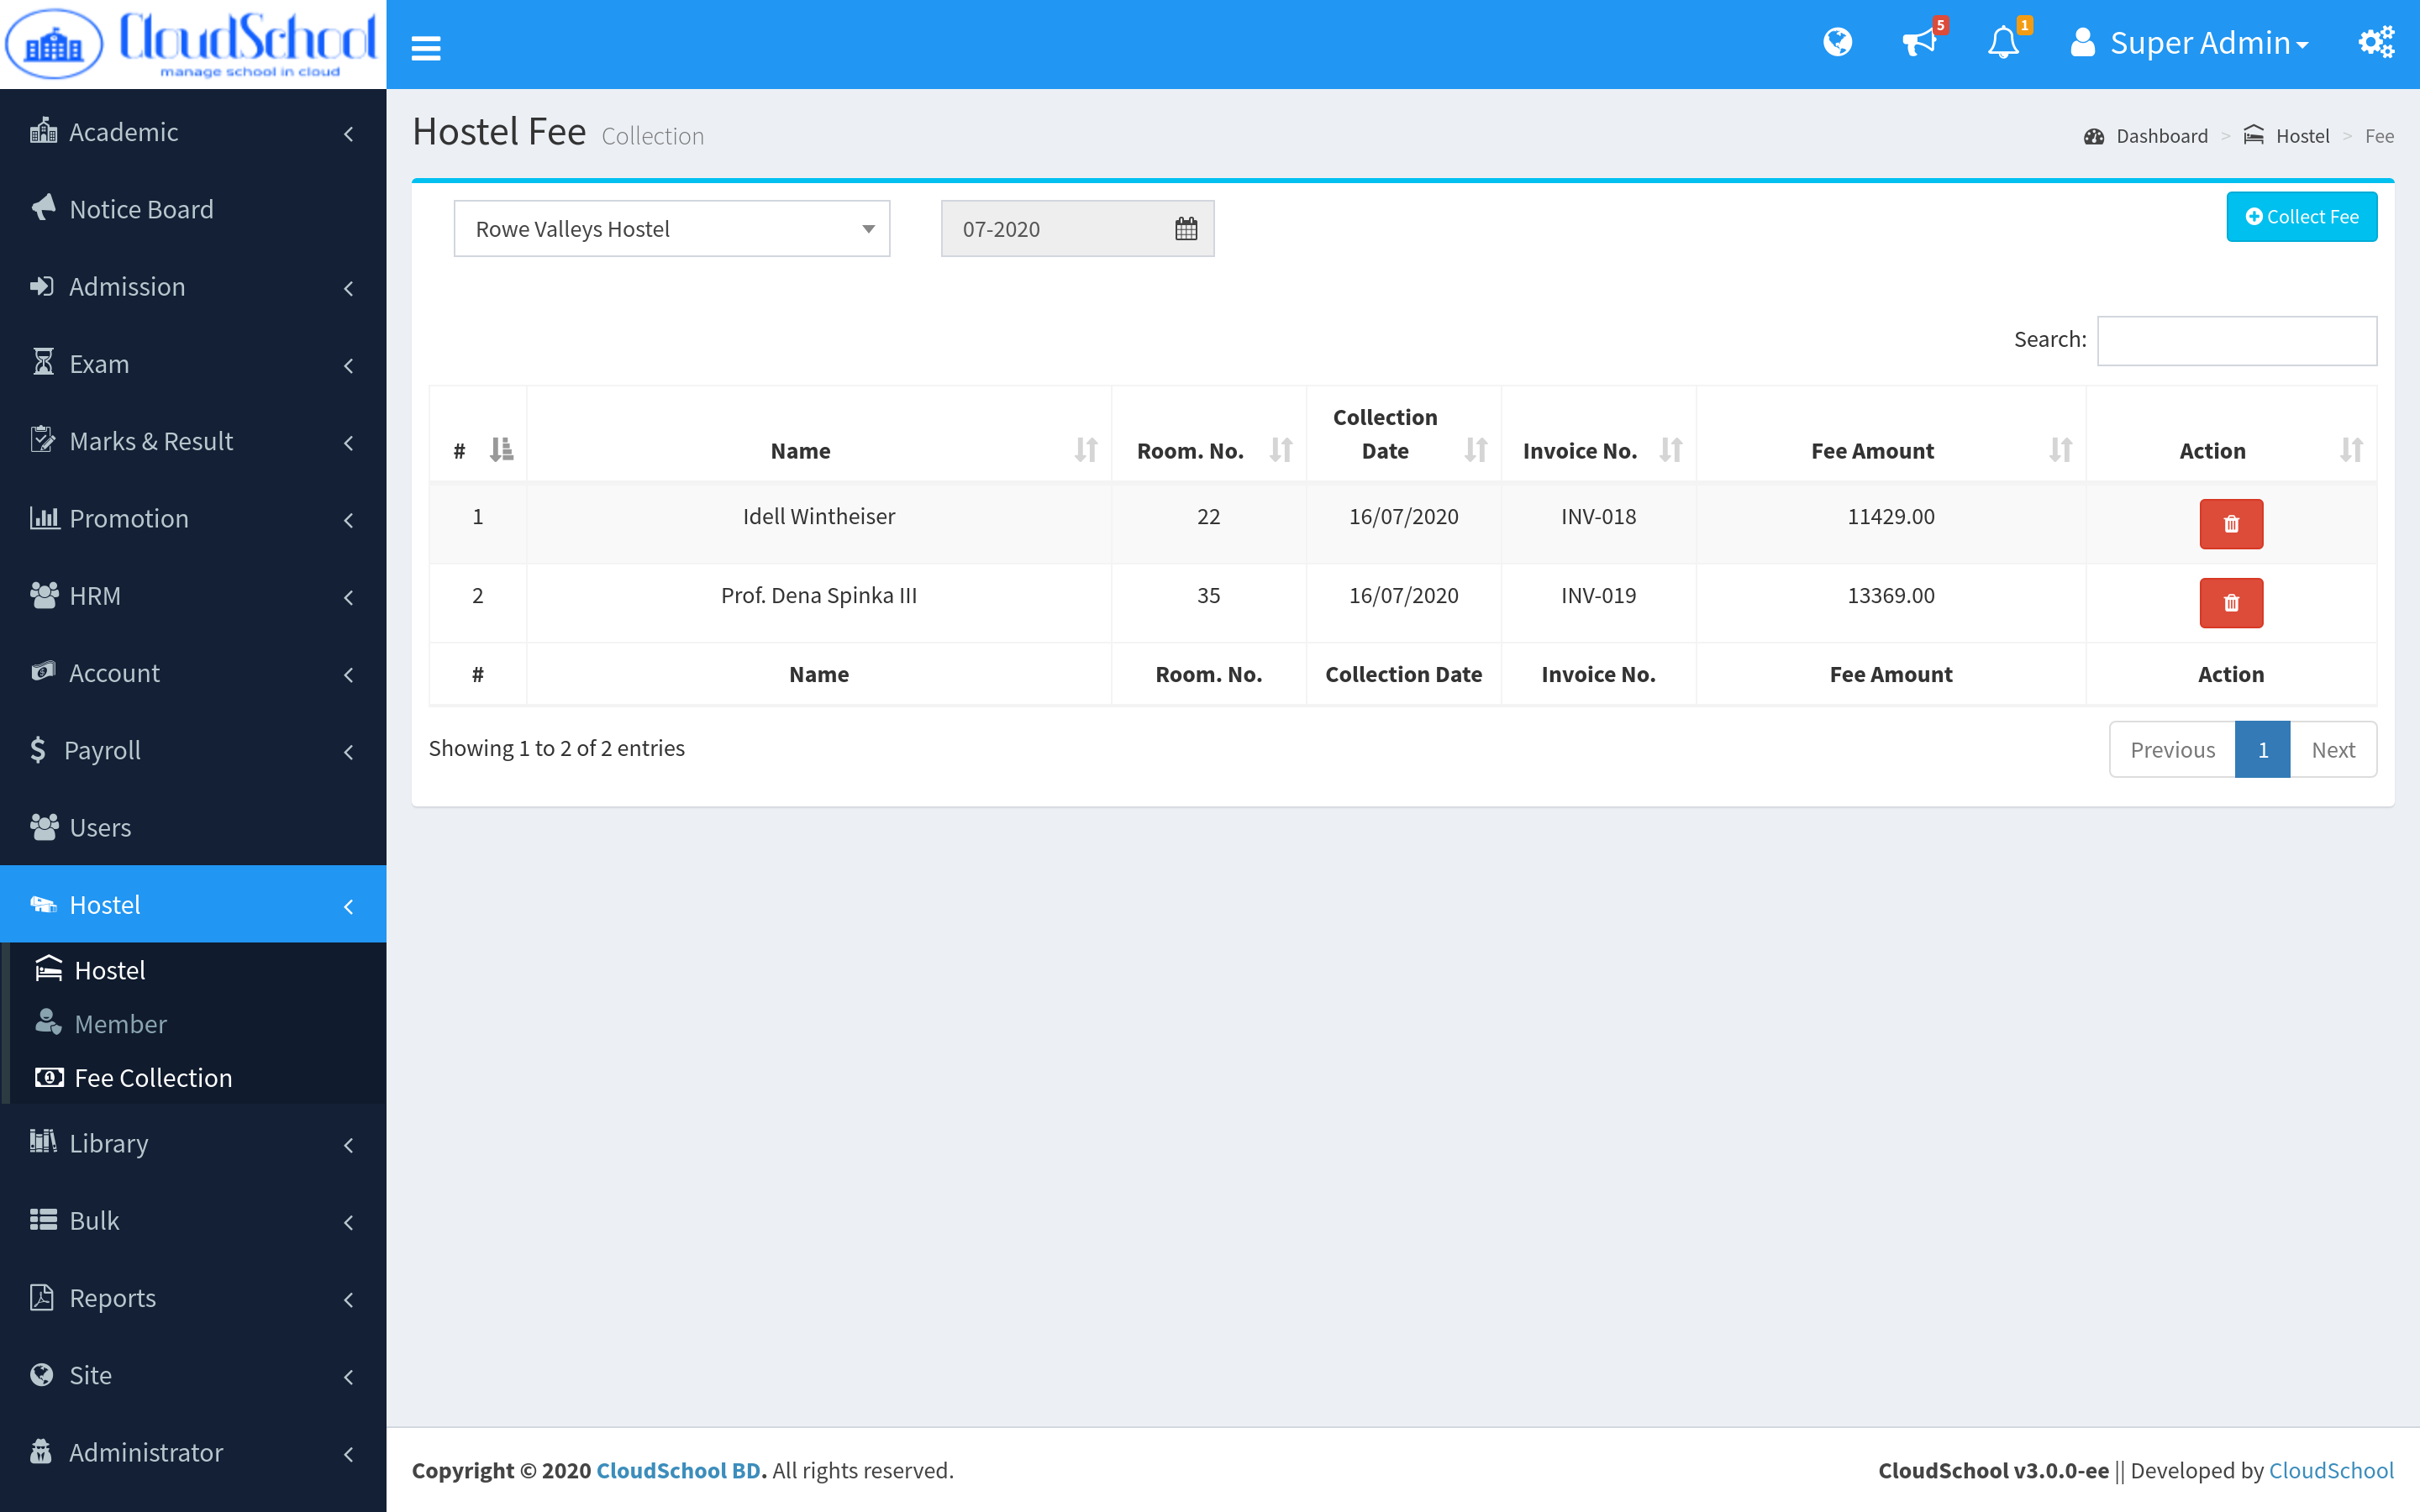 CloudSchool
manage school in cloud
5
1
Super Admin
Academic
Notice Board
Admission
Exam
Marks & Result
Promotion
HRM
Account
Payroll
Users
Hostel
Hostel
Member
Fee Collection
Library
Bulk
Reports
Site
Administrator
Hostel Fee Collection
Dashboard > Hostel > Fee
Rowe Valleys Hostel
07-2020
Collect Fee
Search:
# Name Room. No. Collection Date Invoice No. Fee Amount Action
1 Idell Wintheiser 22 16/07/2020 INV-018 11429.00
2 Prof. Dena Spinka III 35 16/07/2020 INV-019 13369.00
# Name Room. No. Collection Date Invoice No. Fee Amount Action
Showing 1 to 2 of 2 entries
Previous 1 Next
Copyright © 2020 CloudSchool BD. All rights reserved.
CloudSchool v3.0.0-ee || Developed by CloudSchool